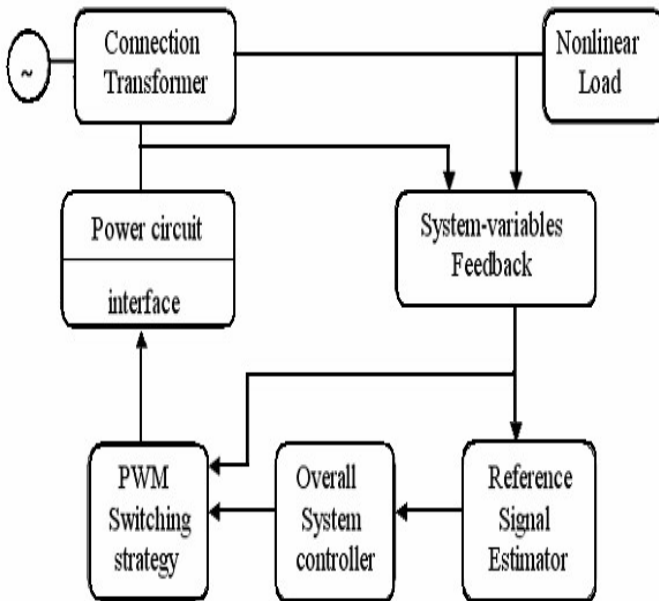 Connection
Transformer
Nonlinear
Load
~
Power circuit
interface
System-variables
Feedback
PWM
Switching
strategy
Overall
System
controller
Reference
Signal
Estimator